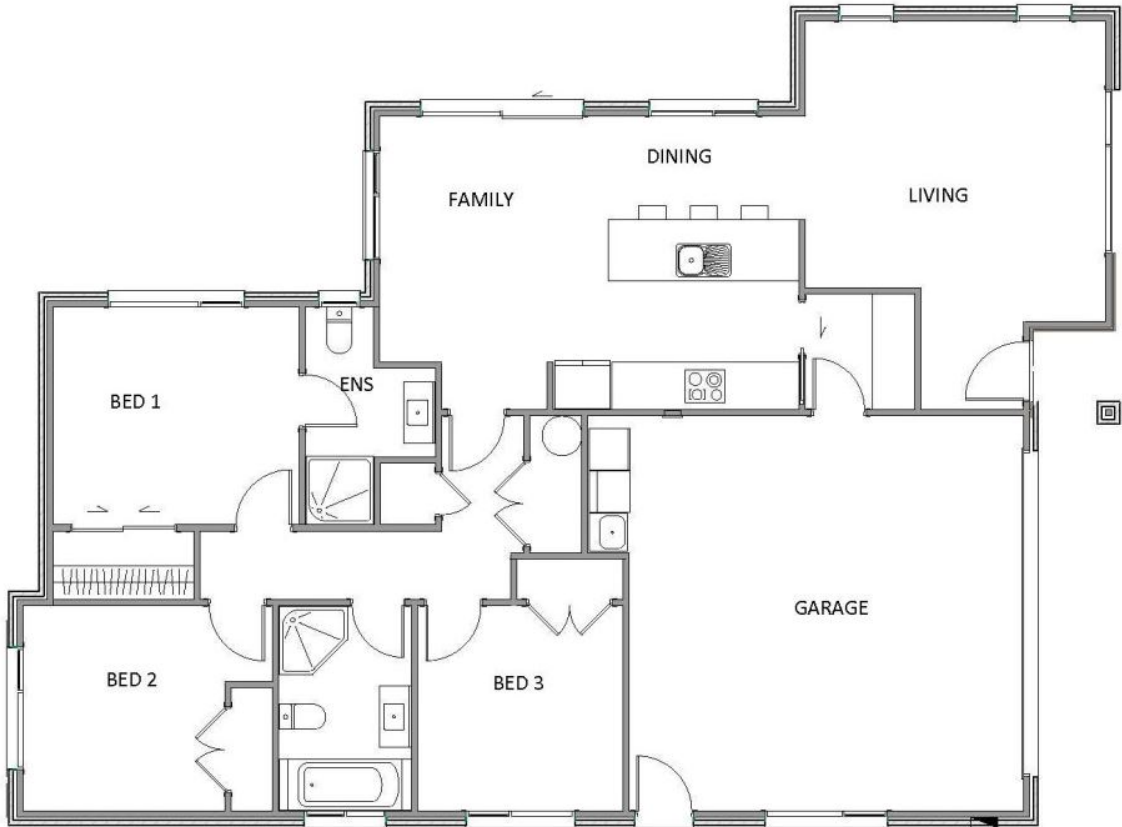 DINING
FAMILY
LIVING
ENS
BED 1
GARAGE
BED 2
BED 3